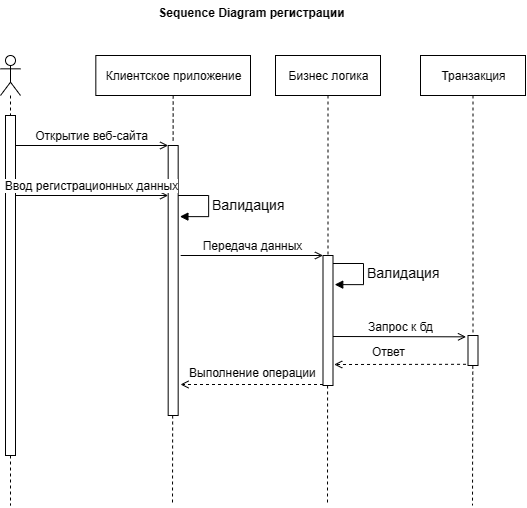 Sequence Diagram регистрации
Клиентское приложение
Бизнес логика
Транзакция
Открытие веб-сайта
Ввод регистрационных данных
Валидация
Передача данных
Валидация
Запрос к бд
Ответ
Выполнение операции